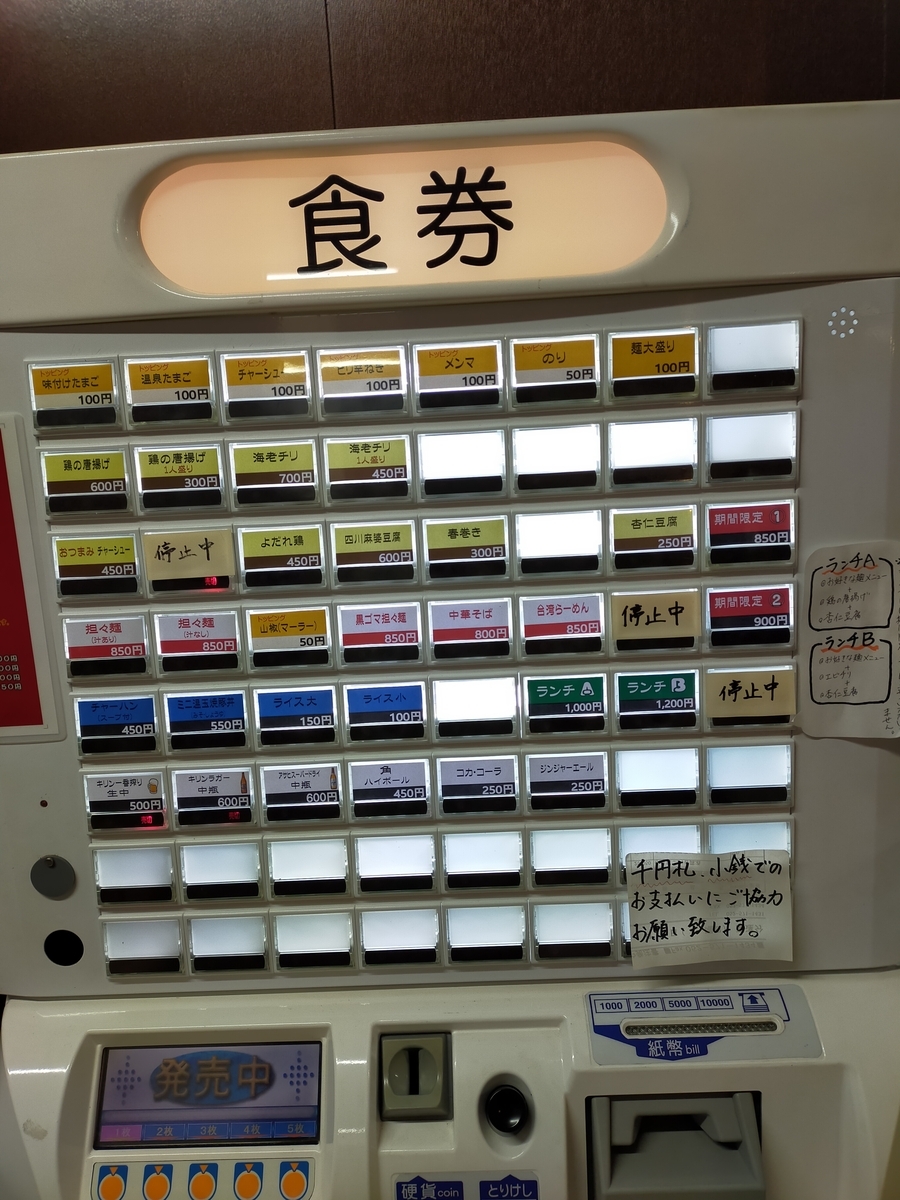 食券
トッピング
味付けたまご
100円
トッピング
温泉たまご
100円
トッピング
チャーシュー
100円
トッピング
ピリ辛ねぎ
100円
トッピング
メンマ
100円
トッピング
のり
50円
麺大盛り
100円
鶏の唐揚げ
600円
鶏の唐揚げ
1人盛り
300円
海老チリ
700円
海老チリ
1人盛り
450円
おつまみ チャーシュー
450円
停止中
売切
よだれ鶏
450円
四川麻婆豆腐
600円
春巻き
300円
杏仁豆腐
250円
期間限定 1
850円
担々麺
(汁あり)
850円
担々麺
(汁なし)
850円
トッピング
山椒(マーラー)
50円
黒ゴマ担々麺
850円
中華そば
800円
台湾らーめん
850円
停止中
期間限定 2
900円
チャーハン
(スープ付)
450円
550円
ライス大
150円
ライス小
100円
ランチ A
1,000円
ランチ B
1,200円
停止中
キリン一番搾り
生中
500円
売切
キリンラガー
中瓶
600円
売切
アサヒスーパードライ
中瓶
600円
角
ハイボール
450円
コカ・コーラ
250円
ジンジャーエール
250円
ランチA
お好きな麺メニュー
+
鶏の唐揚げ
+
杏仁豆腐
ランチB
お好きな麺メニュー
+
エビチリ
+
杏仁豆腐
ません。
千円札、小銭での
お支払いにご協力
お願い致します。
1000 2000 5000 10000
紙幣 bill
発売中
1枚 2枚 3枚 4枚 5枚
硬貨 coin
とりけし